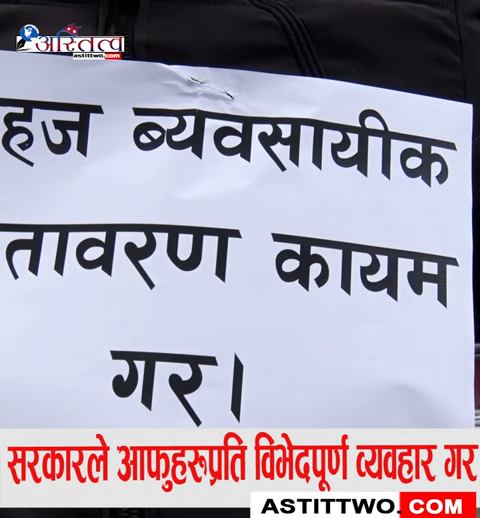 अस्तित्व
astittwo.com
हज ब्यवसायीक
तावरण कायम
गर।
सरकारले आफुहरूप्रति विभेदपूर्ण व्यवहार गर
ASTITTWO.COM